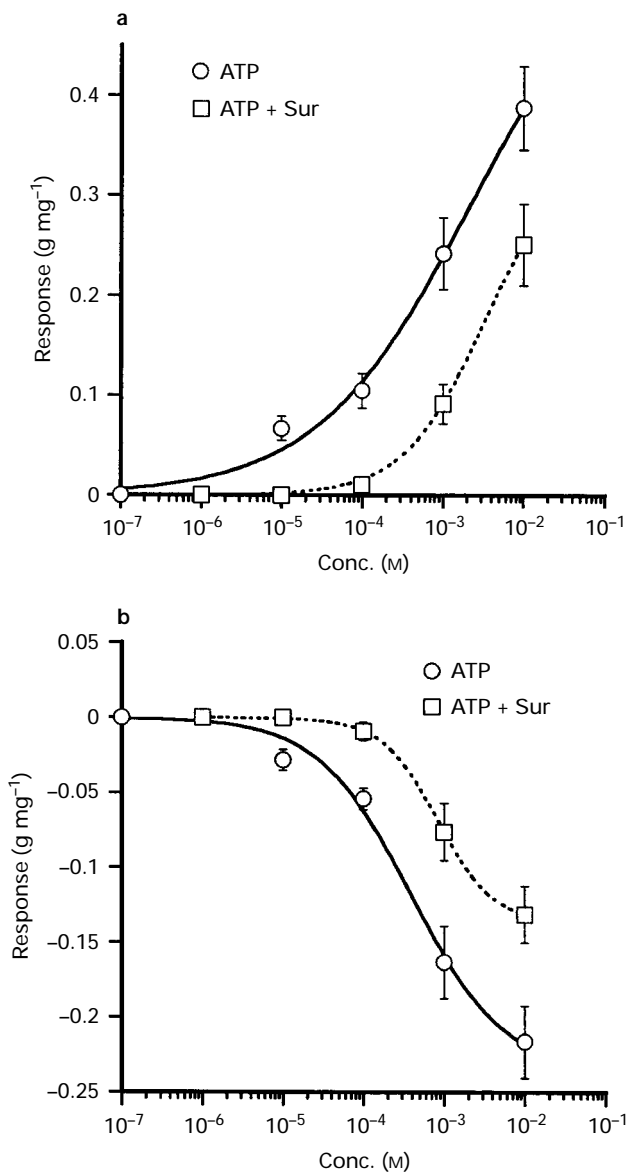 a
ATP
ATP + Sur
Response (g mg⁻¹)
0.4
0.3
0.2
0.1
0
10⁻⁷ 10⁻⁶ 10⁻⁵ 10⁻⁴ 10⁻³ 10⁻² 10⁻¹
Conc. (M)
b
ATP
ATP + Sur
Response (g mg⁻¹)
0.05
0
−0.05
−0.1
−0.15
−0.2
−0.25
10⁻⁷ 10⁻⁶ 10⁻⁵ 10⁻⁴ 10⁻³ 10⁻² 10⁻¹
Conc. (M)